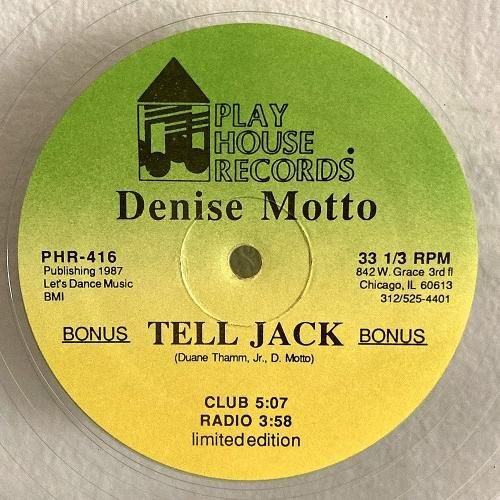 PLAY
HOUSE
RECORDS.
Denise Motto
PHR-416
Publishing 1987
Let's Dance Music
BMI
33 1/3 RPM
842 W. Grace 3rd fl
Chicago, IL 60613
312/525-4401
BONUS TELL JACK BONUS
(Duane Thamm, Jr., D. Motto)
CLUB 5:07
RADIO 3:58
limited edition